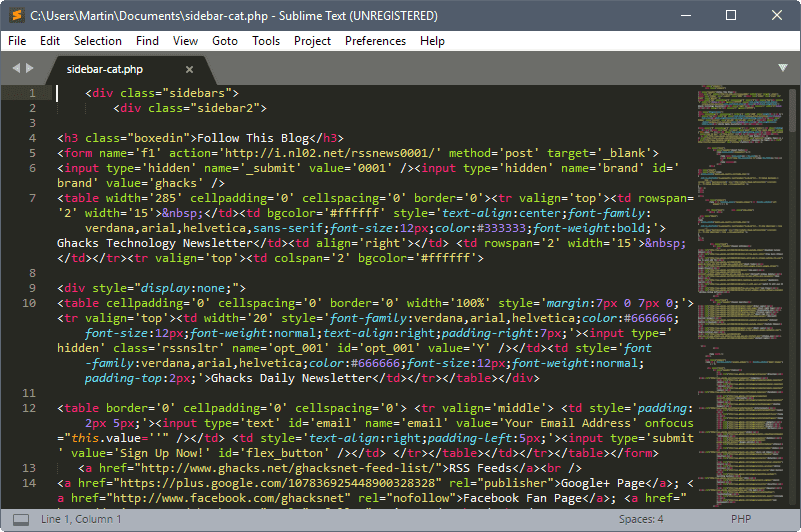 C:\Users\Martin\Documents\sidebar-cat.php - Sublime Text (UNREGISTERED)
File Edit Selection Find View Goto Tools Project Preferences Help
sidebar-cat.php
1 <div class="sidebars">
2 <div class="sidebar2">
3
4 <h3 class="boxedin">Follow This Blog</h3>
5 <form name='f1' action='http://i.nl02.net/rssnews0001/' method='post' target='_blank'>
6 <input type='hidden' name='_submit' value='0001' /><input type='hidden' name='brand' id='
brand' value='ghacks' />
7 <table width='285' cellpadding='0' cellspacing='0' border='0'><tr valign='top'><td rowspan=
'2' width='15'>&nbsp;</td><td bgcolor='#ffffff' style='text-align:center;font-family:
verdana,arial,helvetica,sans-serif;font-size:12px;color:#333333;font-weight:bold;'>
Ghacks Technology Newsletter</td><td align='right'></td> <td rowspan='2' width='15'>&nbsp;
</td></tr><tr valign='top'><td colspan='2' bgcolor='#ffffff'>
8
9 <div style="display:none;">
10 <table cellpadding='0' cellspacing='0' border='0' width='100%' style='margin:7px 0 7px 0;'>
<tr valign='top'><td width='20' style='font-family:verdana,arial,helvetica;color:#666666;
font-size:12px;font-weight:normal;text-align:right;padding-right:7px;'><input type='
hidden' class='rssnsltr' name='opt_001' id='opt_001' value='Y' /></td><td style='font
-family:verdana,arial,helvetica;color:#666666;font-size:12px;font-weight:normal;
padding-top:2px;'>Ghacks Daily Newsletter</td></tr></table></div>
11
12 <table border='0' cellpadding='0' cellspacing='0'> <tr valign='middle'> <td style='padding:
2px 5px;'><input type='text' id='email' name='email' value='Your Email Address' onfocus
="this.value=''" /></td> <td style='text-align:right;padding-left:5px;'><input type='submit
' value='Sign Up Now!' id='flex_button' /></td> </tr></table></td></tr></table></form>
13 <a href="http://www.ghacks.net/ghacksnet-feed-list/">RSS Feeds</a><br />
14 <a href="https://plus.google.com/107836925448900328328" rel="publisher">Google+ Page</a>; <
a href="http://www.facebook.com/ghacksnet" rel="nofollow">Facebook Fan Page</a>; <a href="
Line 1, Column 1 Spaces: 4 PHP